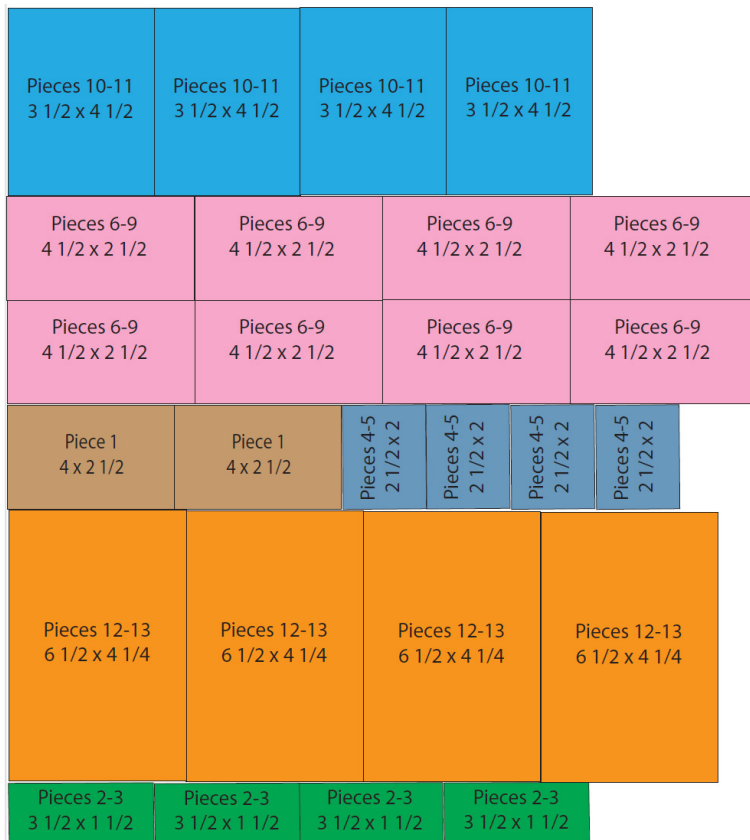 Pieces 10-11
3 1/2 x 4 1/2
Pieces 10-11
3 1/2 x 4 1/2
Pieces 10-11
3 1/2 x 4 1/2
Pieces 10-11
3 1/2 x 4 1/2
Pieces 6-9
4 1/2 x 2 1/2
Pieces 6-9
4 1/2 x 2 1/2
Pieces 6-9
4 1/2 x 2 1/2
Pieces 6-9
4 1/2 x 2 1/2
Pieces 6-9
4 1/2 x 2 1/2
Pieces 6-9
4 1/2 x 2 1/2
Pieces 6-9
4 1/2 x 2 1/2
Pieces 6-9
4 1/2 x 2 1/2
Piece 1
4 x 2 1/2
Piece 1
4 x 2 1/2
Pieces 4-5
2 1/2 x 2
Pieces 4-5
2 1/2 x 2
Pieces 4-5
2 1/2 x 2
Pieces 4-5
2 1/2 x 2
Pieces 12-13
6 1/2 x 4 1/4
Pieces 12-13
6 1/2 x 4 1/4
Pieces 12-13
6 1/2 x 4 1/4
Pieces 12-13
6 1/2 x 4 1/4
Pieces 2-3
3 1/2 x 1 1/2
Pieces 2-3
3 1/2 x 1 1/2
Pieces 2-3
3 1/2 x 1 1/2
Pieces 2-3
3 1/2 x 1 1/2